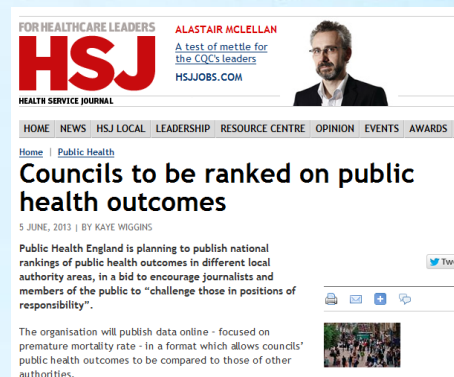 FOR HEALTHCARE LEADERS
HSJ
HEALTH SERVICE JOURNAL
ALASTAIR MCLELLAN
A test of mettle for
the CQC's leaders
HSJJOBS.COM
HOME NEWS HSJ LOCAL LEADERSHIP RESOURCE CENTRE OPINION EVENTS AWARDS
Home | Public Health
Councils to be ranked on public
health outcomes
5 JUNE, 2013 | BY KAYE WIGGINS
Public Health England is planning to publish national
rankings of public health outcomes in different local
authority areas, in a bid to encourage journalists and
members of the public to “challenge those in positions of
responsibility”.
Tw
The organisation will publish data online - focused on
premature mortality rate - in a format which allows councils’
public health outcomes to be compared to those of other
authorities.